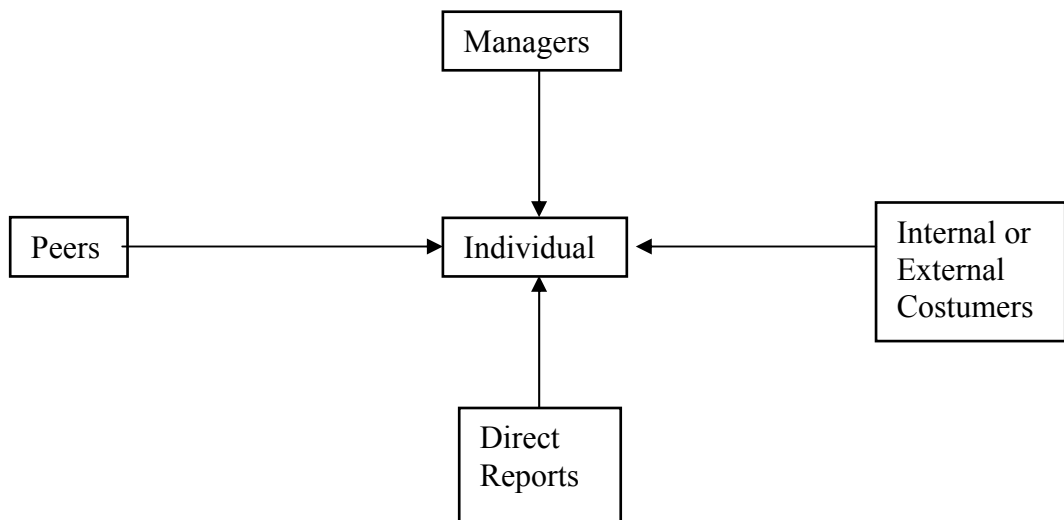 Managers
Peers
Individual
Internal or
External
Costumers
Direct
Reports